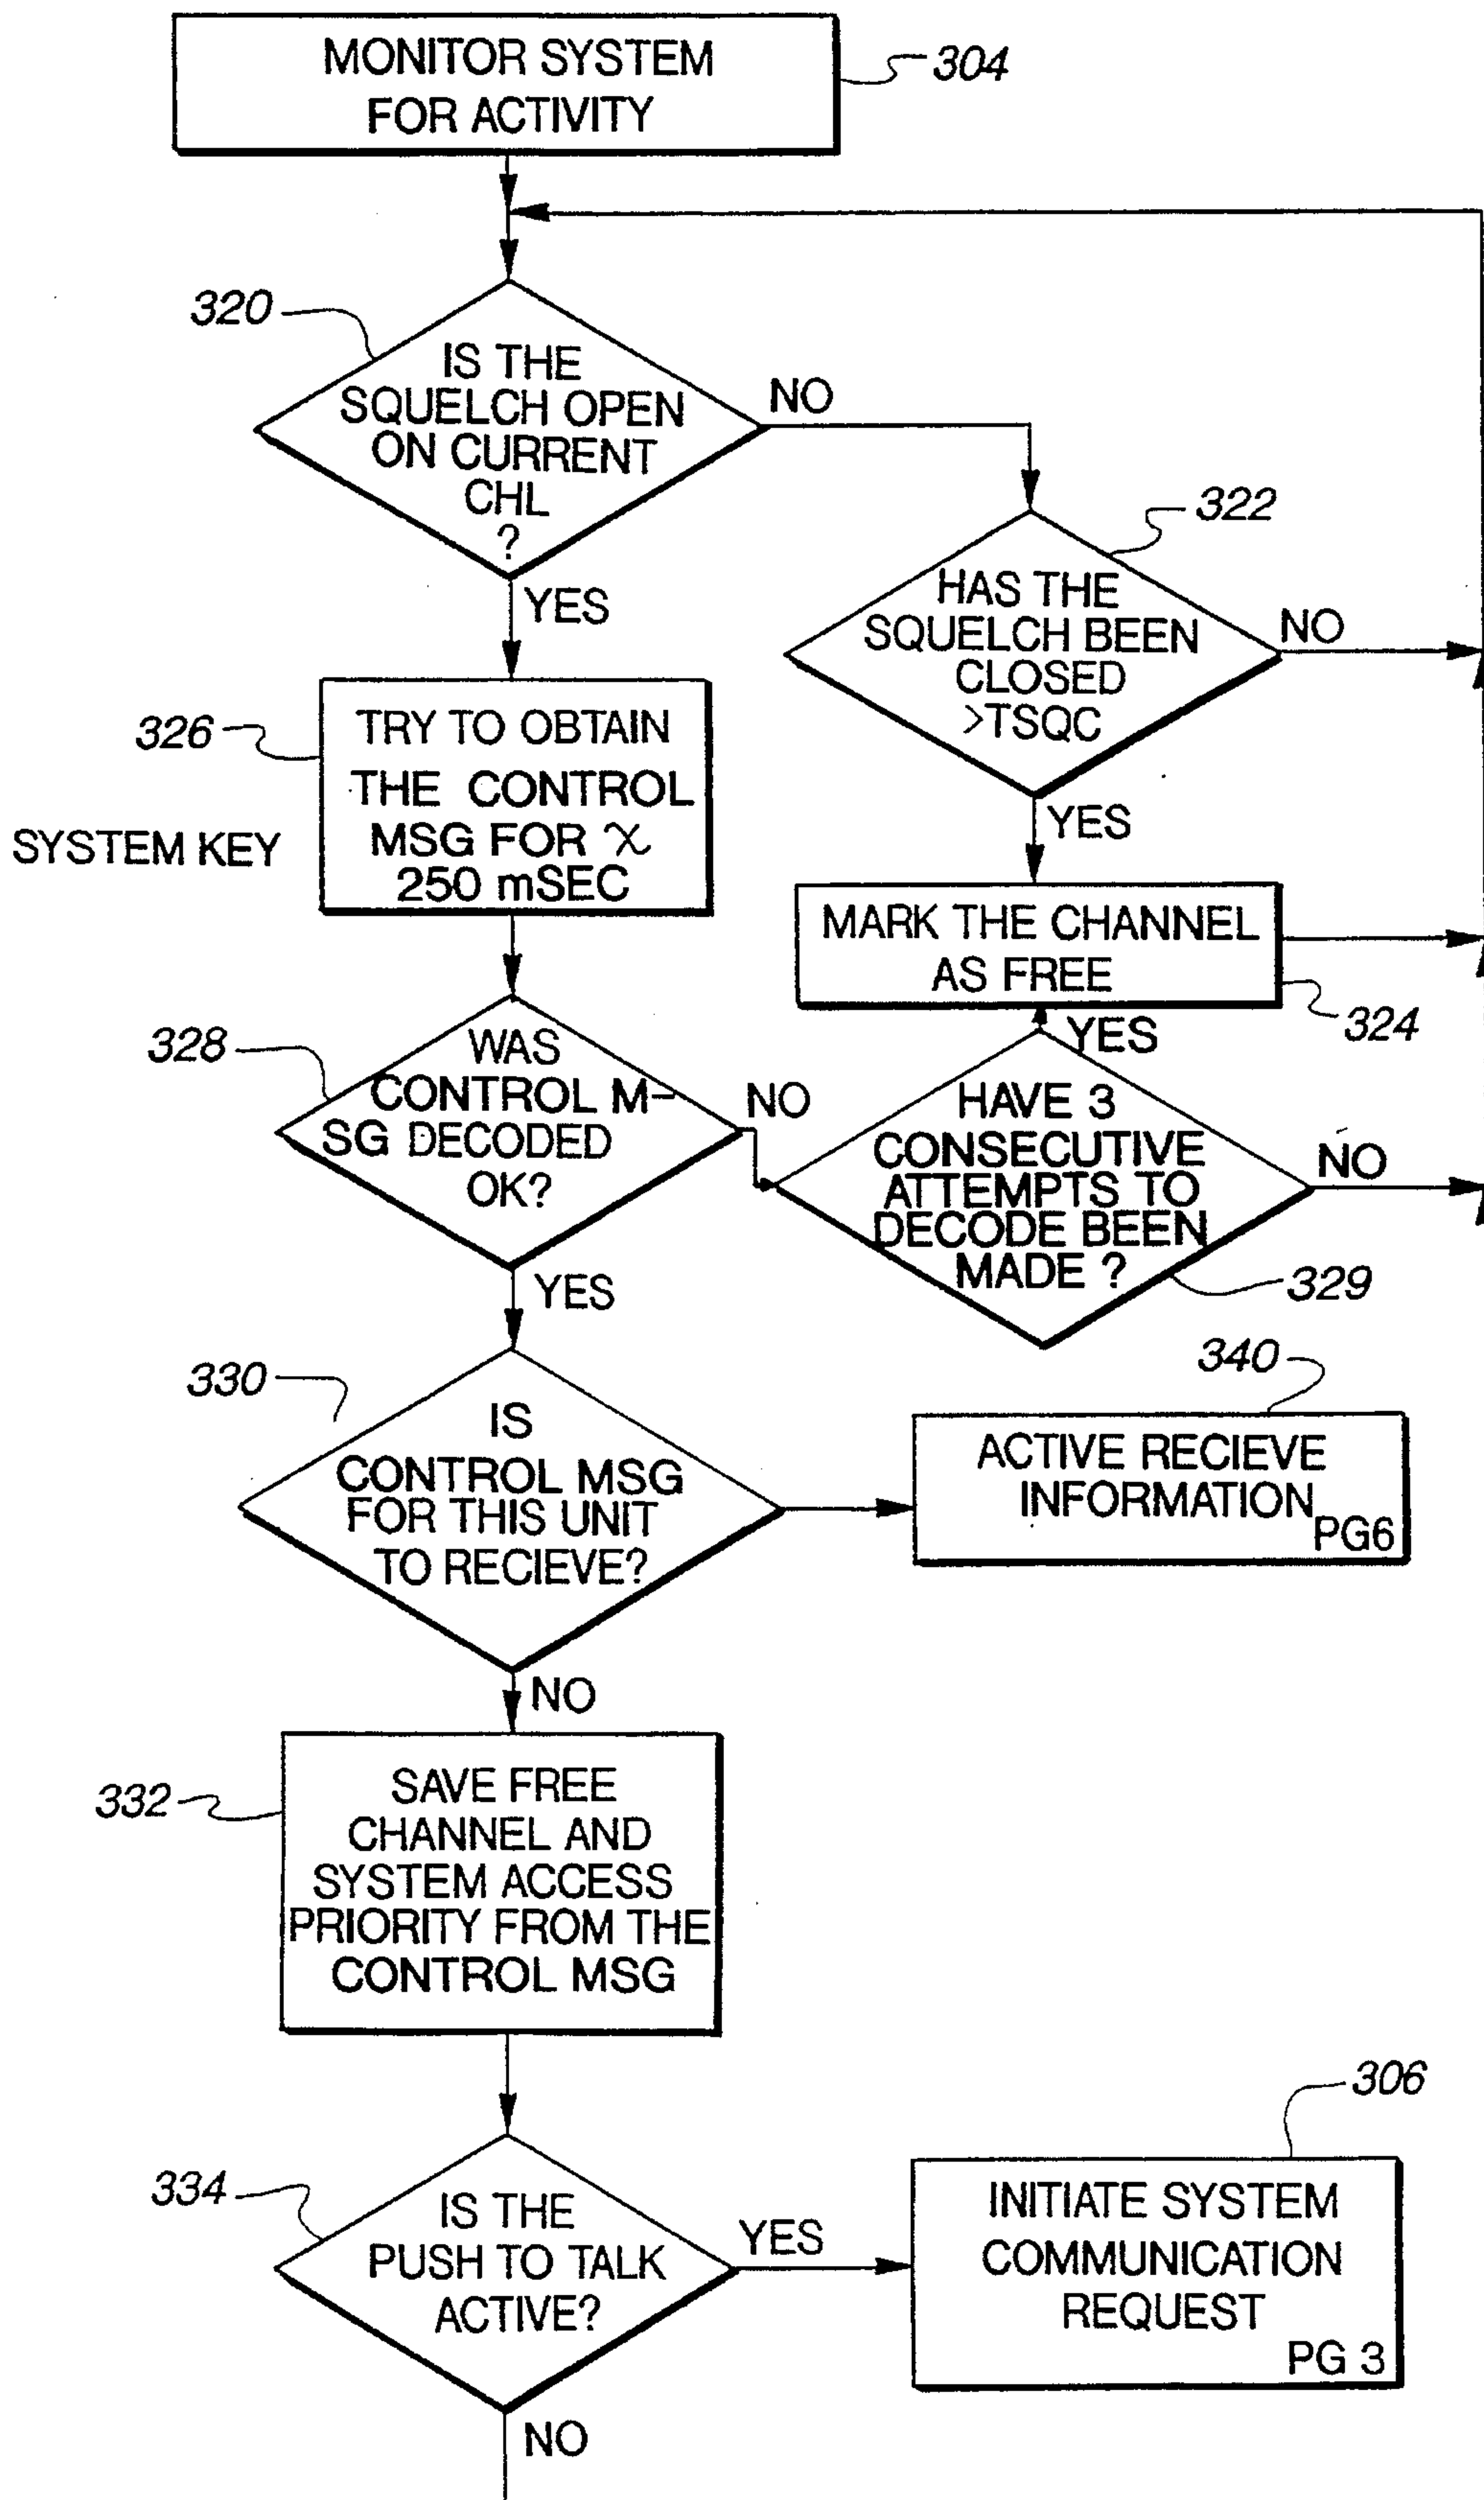 MONITOR SYSTEM
FOR ACTIVITY
304
320
IS THE
SQUELCH OPEN
ON CURRENT
CHL
?
NO
YES
322
HAS THE
SQUELCH BEEN
CLOSED
>TSQC
NO
YES
326
TRY TO OBTAIN
THE CONTROL
MSG FOR χ
250 mSEC
SYSTEM KEY
MARK THE CHANNEL
AS FREE
324
328
WAS
CONTROL M-
SG DECODED
OK?
NO
YES
YES
HAVE 3
CONSECUTIVE
ATTEMPTS TO
DECODE BEEN
MADE ?
NO
329
330
IS
CONTROL MSG
FOR THIS UNIT
TO RECIEVE?
340
ACTIVE RECIEVE
INFORMATION
PG6
NO
332
SAVE FREE
CHANNEL AND
SYSTEM ACCESS
PRIORITY FROM THE
CONTROL MSG
334
IS THE
PUSH TO TALK
ACTIVE?
YES
306
INITIATE SYSTEM
COMMUNICATION
REQUEST
PG 3
NO